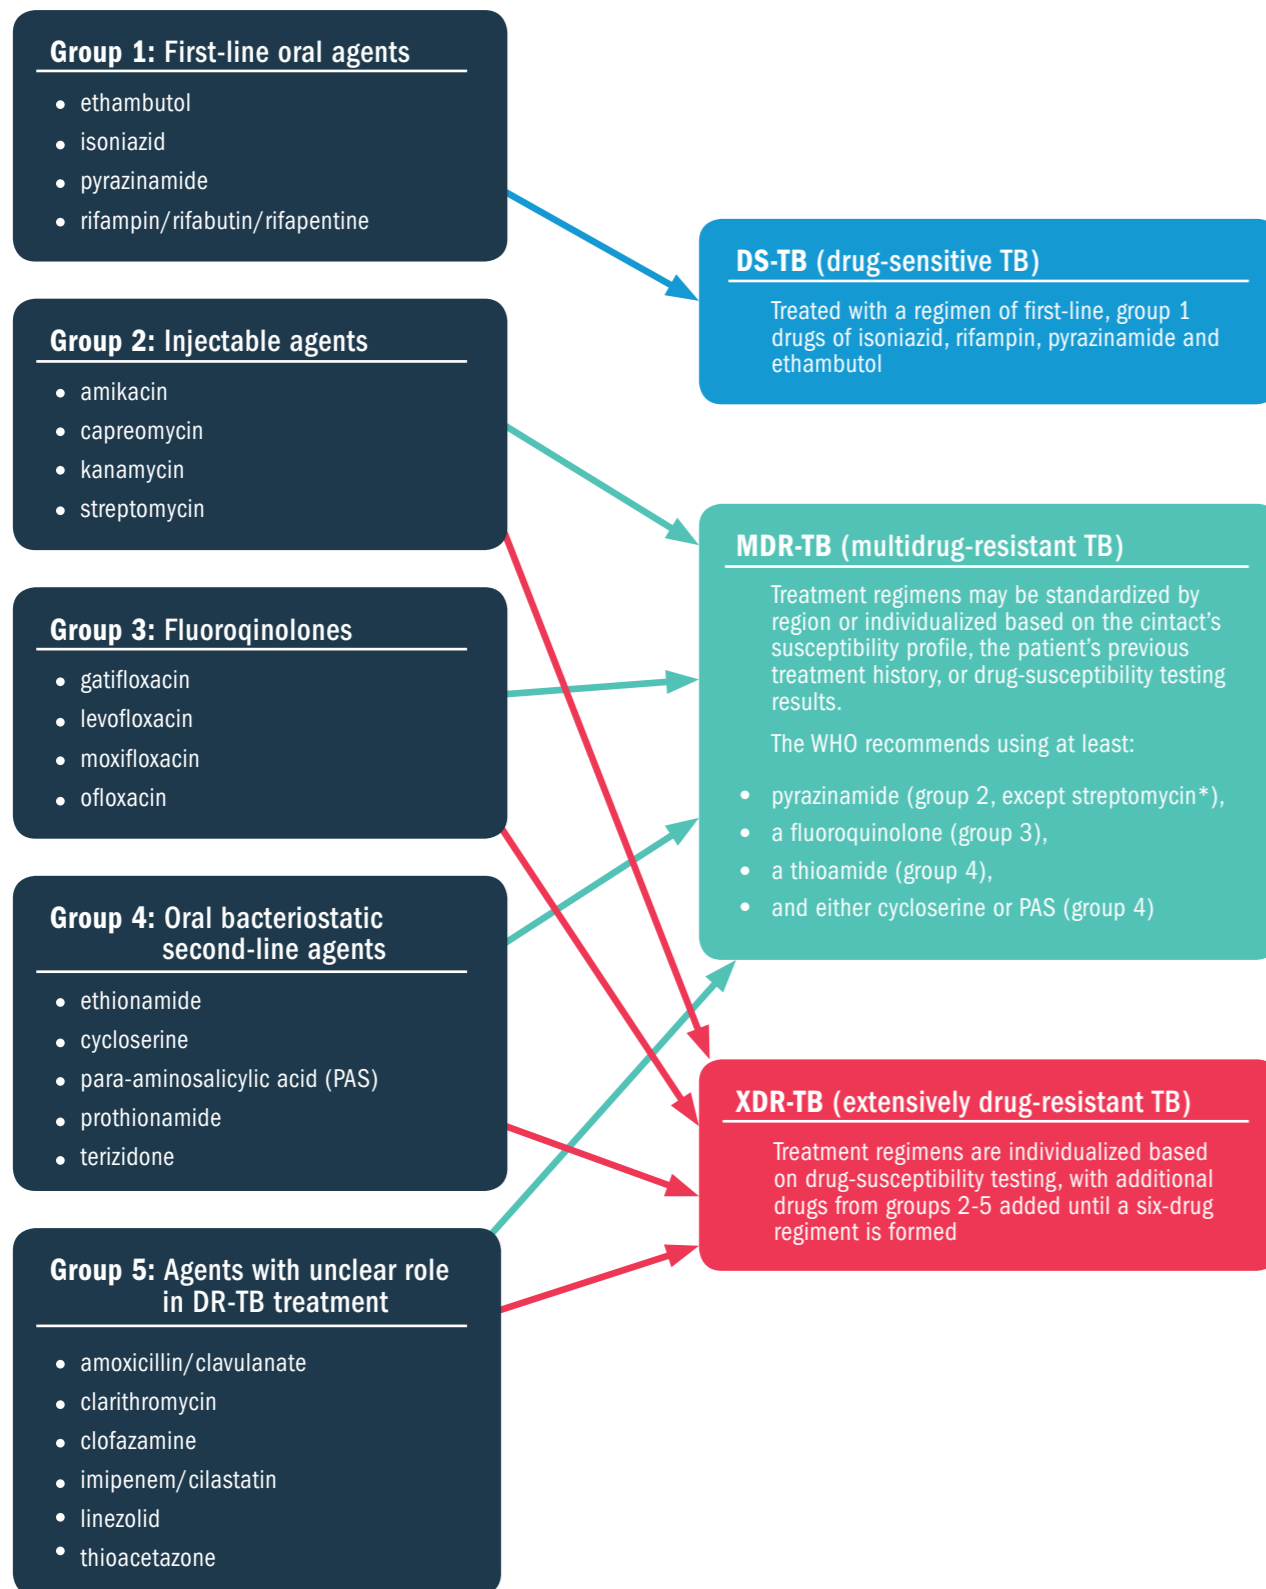 Group 1: First-line oral agents
• ethambutol
• isoniazid
• pyrazinamide
• rifampin/rifabutin/rifapentine
Group 2: Injectable agents
• amikacin
• capreomycin
• kanamycin
• streptomycin
Group 3: Fluoroqinolones
• gatifloxacin
• levofloxacin
• moxifloxacin
• ofloxacin
Group 4: Oral bacteriostatic
second-line agents
• ethionamide
• cycloserine
• para-aminosalicylic acid (PAS)
• prothionamide
• terizidone
Group 5: Agents with unclear role
in DR-TB treatment
• amoxicillin/clavulanate
• clarithromycin
• clofazamine
• imipenem/cilastatin
• linezolid
• thioacetazone
DS-TB (drug-sensitive TB)
Treated with a regimen of first-line, group 1
drugs of isoniazid, rifampin, pyrazinamide and
ethambutol
MDR-TB (multidrug-resistant TB)
Treatment regimens may be standardized by
region or individualized based on the cintact's
susceptibility profile, the patient's previous
treatment history, or drug-susceptibility testing
results.
The WHO recommends using at least:
• pyrazinamide (group 2, except streptomycin*),
• a fluoroquinolone (group 3),
• a thioamide (group 4),
• and either cycloserine or PAS (group 4)
XDR-TB (extensively drug-resistant TB)
Treatment regimens are individualized based
on drug-susceptibility testing, with additional
drugs from groups 2-5 added until a six-drug
regiment is formed